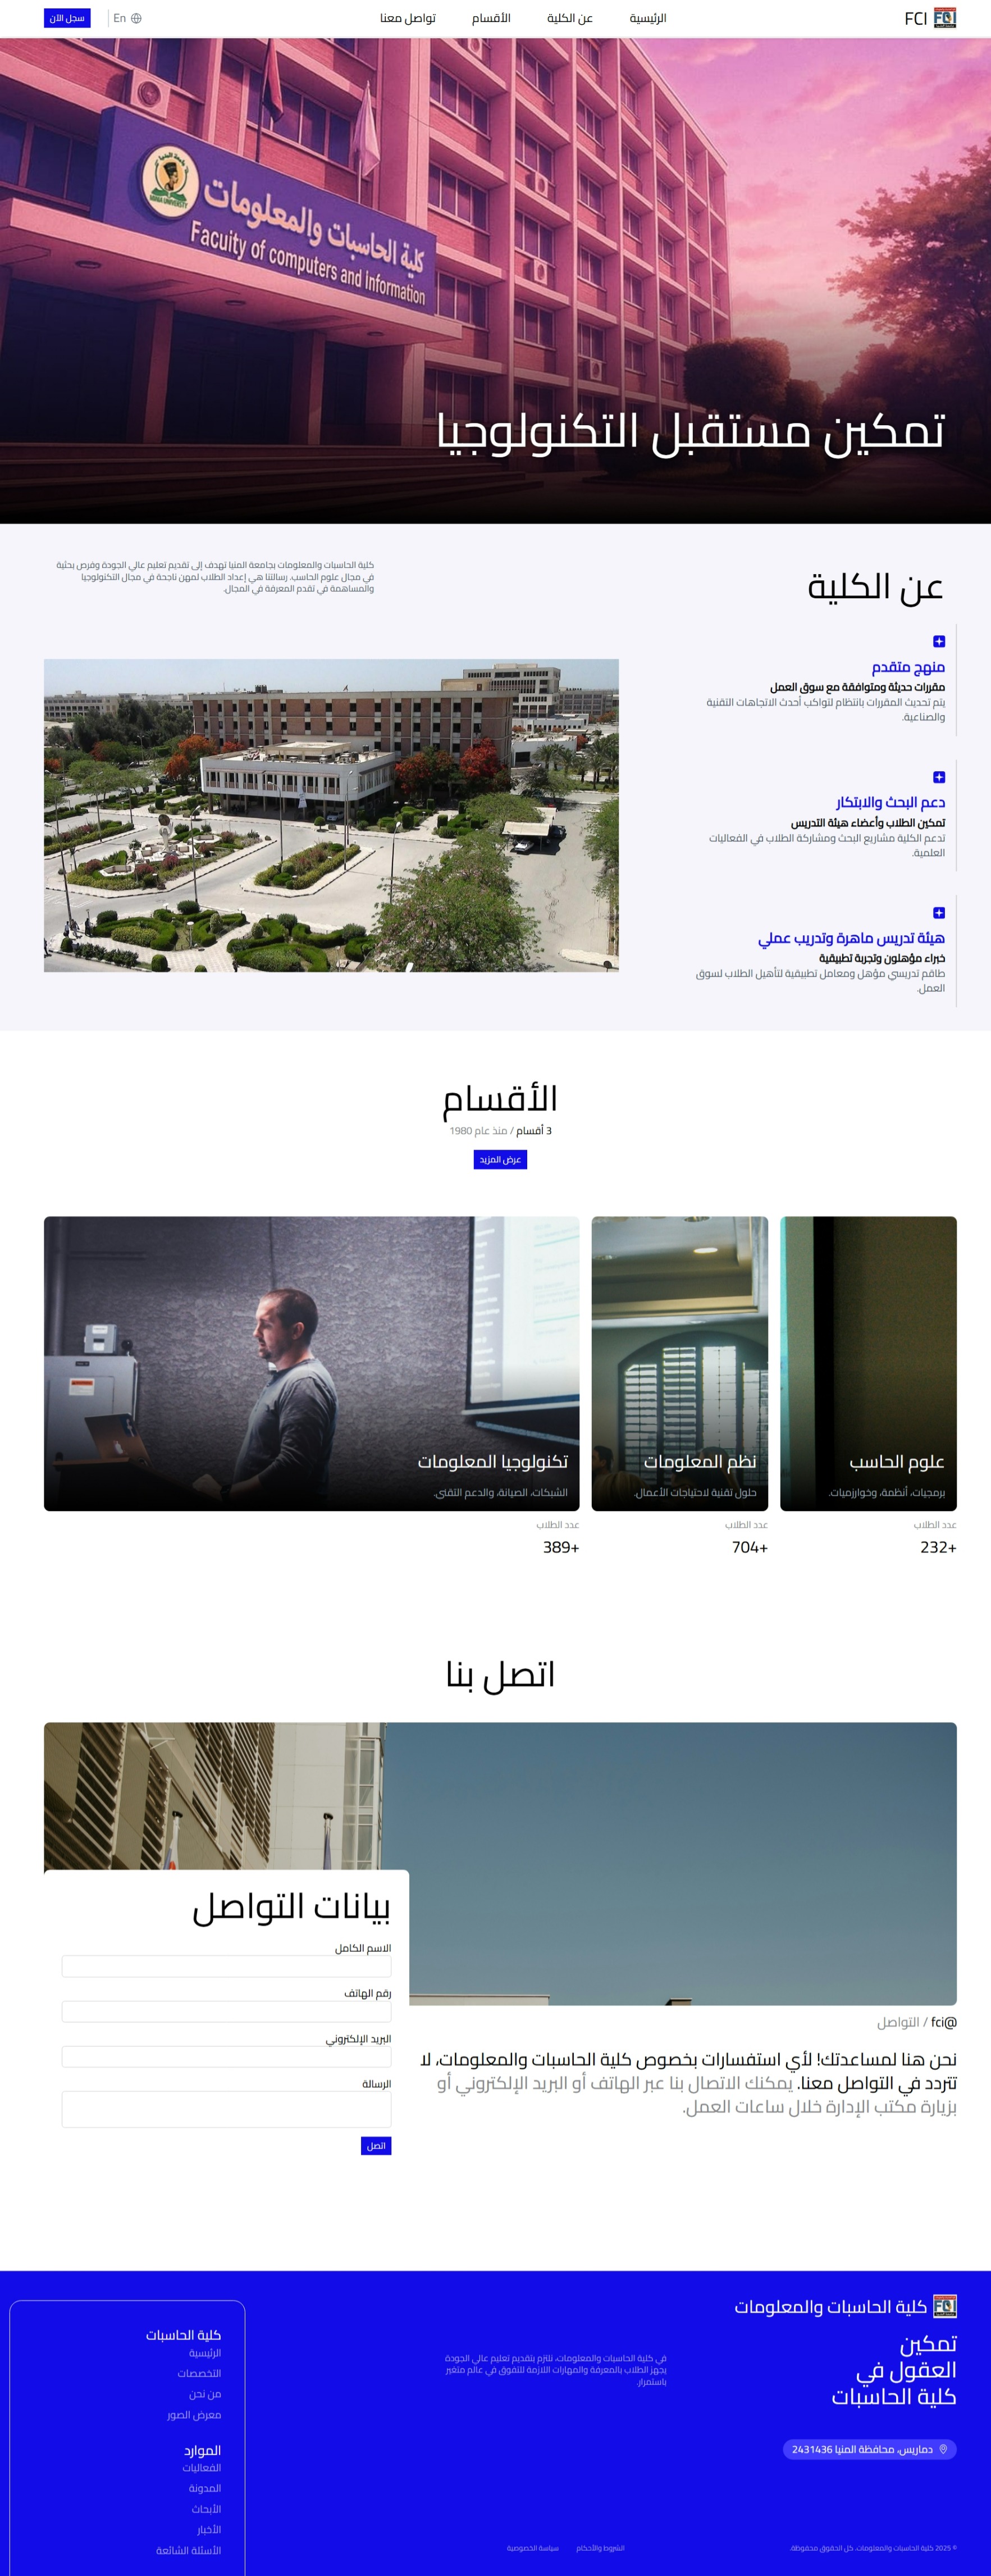 FCI
الرئيسية
عن الكلية
الأقسام
تواصل معنا
En
سجل الآن
MINIA UNIVERSITY
كلية الحاسبات والمعلومات
Faculty of computers and information
تمكين مستقبل التكنولوجيا
عن الكلية
كلية الحاسبات والمعلومات بجامعة المنيا تهدف إلى تقديم تعليم عالي الجودة وفرص بحثية
في مجال علوم الحاسب. رسالتنا هي إعداد الطلاب لمهن ناجحة في مجال التكنولوجيا
والمساهمة في تقدم المعرفة في المجال.
منهج متقدم
مقررات حديثة ومتوافقة مع سوق العمل
يتم تحديث المقررات بانتظام لتواكب أحدث الاتجاهات التقنية
والصناعية.
دعم البحث والابتكار
تمكين الطلاب وأعضاء هيئة التدريس
تدعم الكلية مشاريع البحث ومشاركة الطلاب في الفعاليات
العلمية.
هيئة تدريس ماهرة وتدريب عملي
خبراء مؤهلون وتجربة تطبيقية
طاقم تدريسي مؤهل ومعامل تطبيقية لتأهيل الطلاب لسوق
العمل.
الأقسام
3 أقسام / منذ عام 1980
عرض المزيد
علوم الحاسب
برمجيات، أنظمة، وخوارزميات.
عدد الطلاب
232+
نظم المعلومات
حلول تقنية لاحتياجات الأعمال.
عدد الطلاب
704+
تكنولوجيا المعلومات
الشبكات، الصيانة، والدعم التقني.
عدد الطلاب
389+
اتصل بنا
@fci / التواصل
نحن هنا لمساعدتك! لأي استفسارات بخصوص كلية الحاسبات والمعلومات، لا
تتردد في التواصل معنا. يمكنك الاتصال بنا عبر الهاتف أو البريد الإلكتروني أو
بزيارة مكتب الإدارة خلال ساعات العمل.
بيانات التواصل
الاسم الكامل
رقم الهاتف
البريد الإلكتروني
الرسالة
اتصل
كلية الحاسبات والمعلومات
تمكين
العقول في
كلية الحاسبات
دماريس، محافظة المنيا 2431436
في كلية الحاسبات والمعلومات، نلتزم بتقديم تعليم عالي الجودة
يجهز الطلاب بالمعرفة والمهارات اللازمة للتفوق في عالم متغير
باستمرار.
كلية الحاسبات
الرئيسية
التخصصات
من نحن
معرض الصور
الموارد
الفعاليات
المدونة
الأبحاث
الأخبار
الأسئلة الشائعة
© 2025 كلية الحاسبات والمعلومات. كل الحقوق محفوظة.
الشروط والأحكام
سياسة الخصوصية